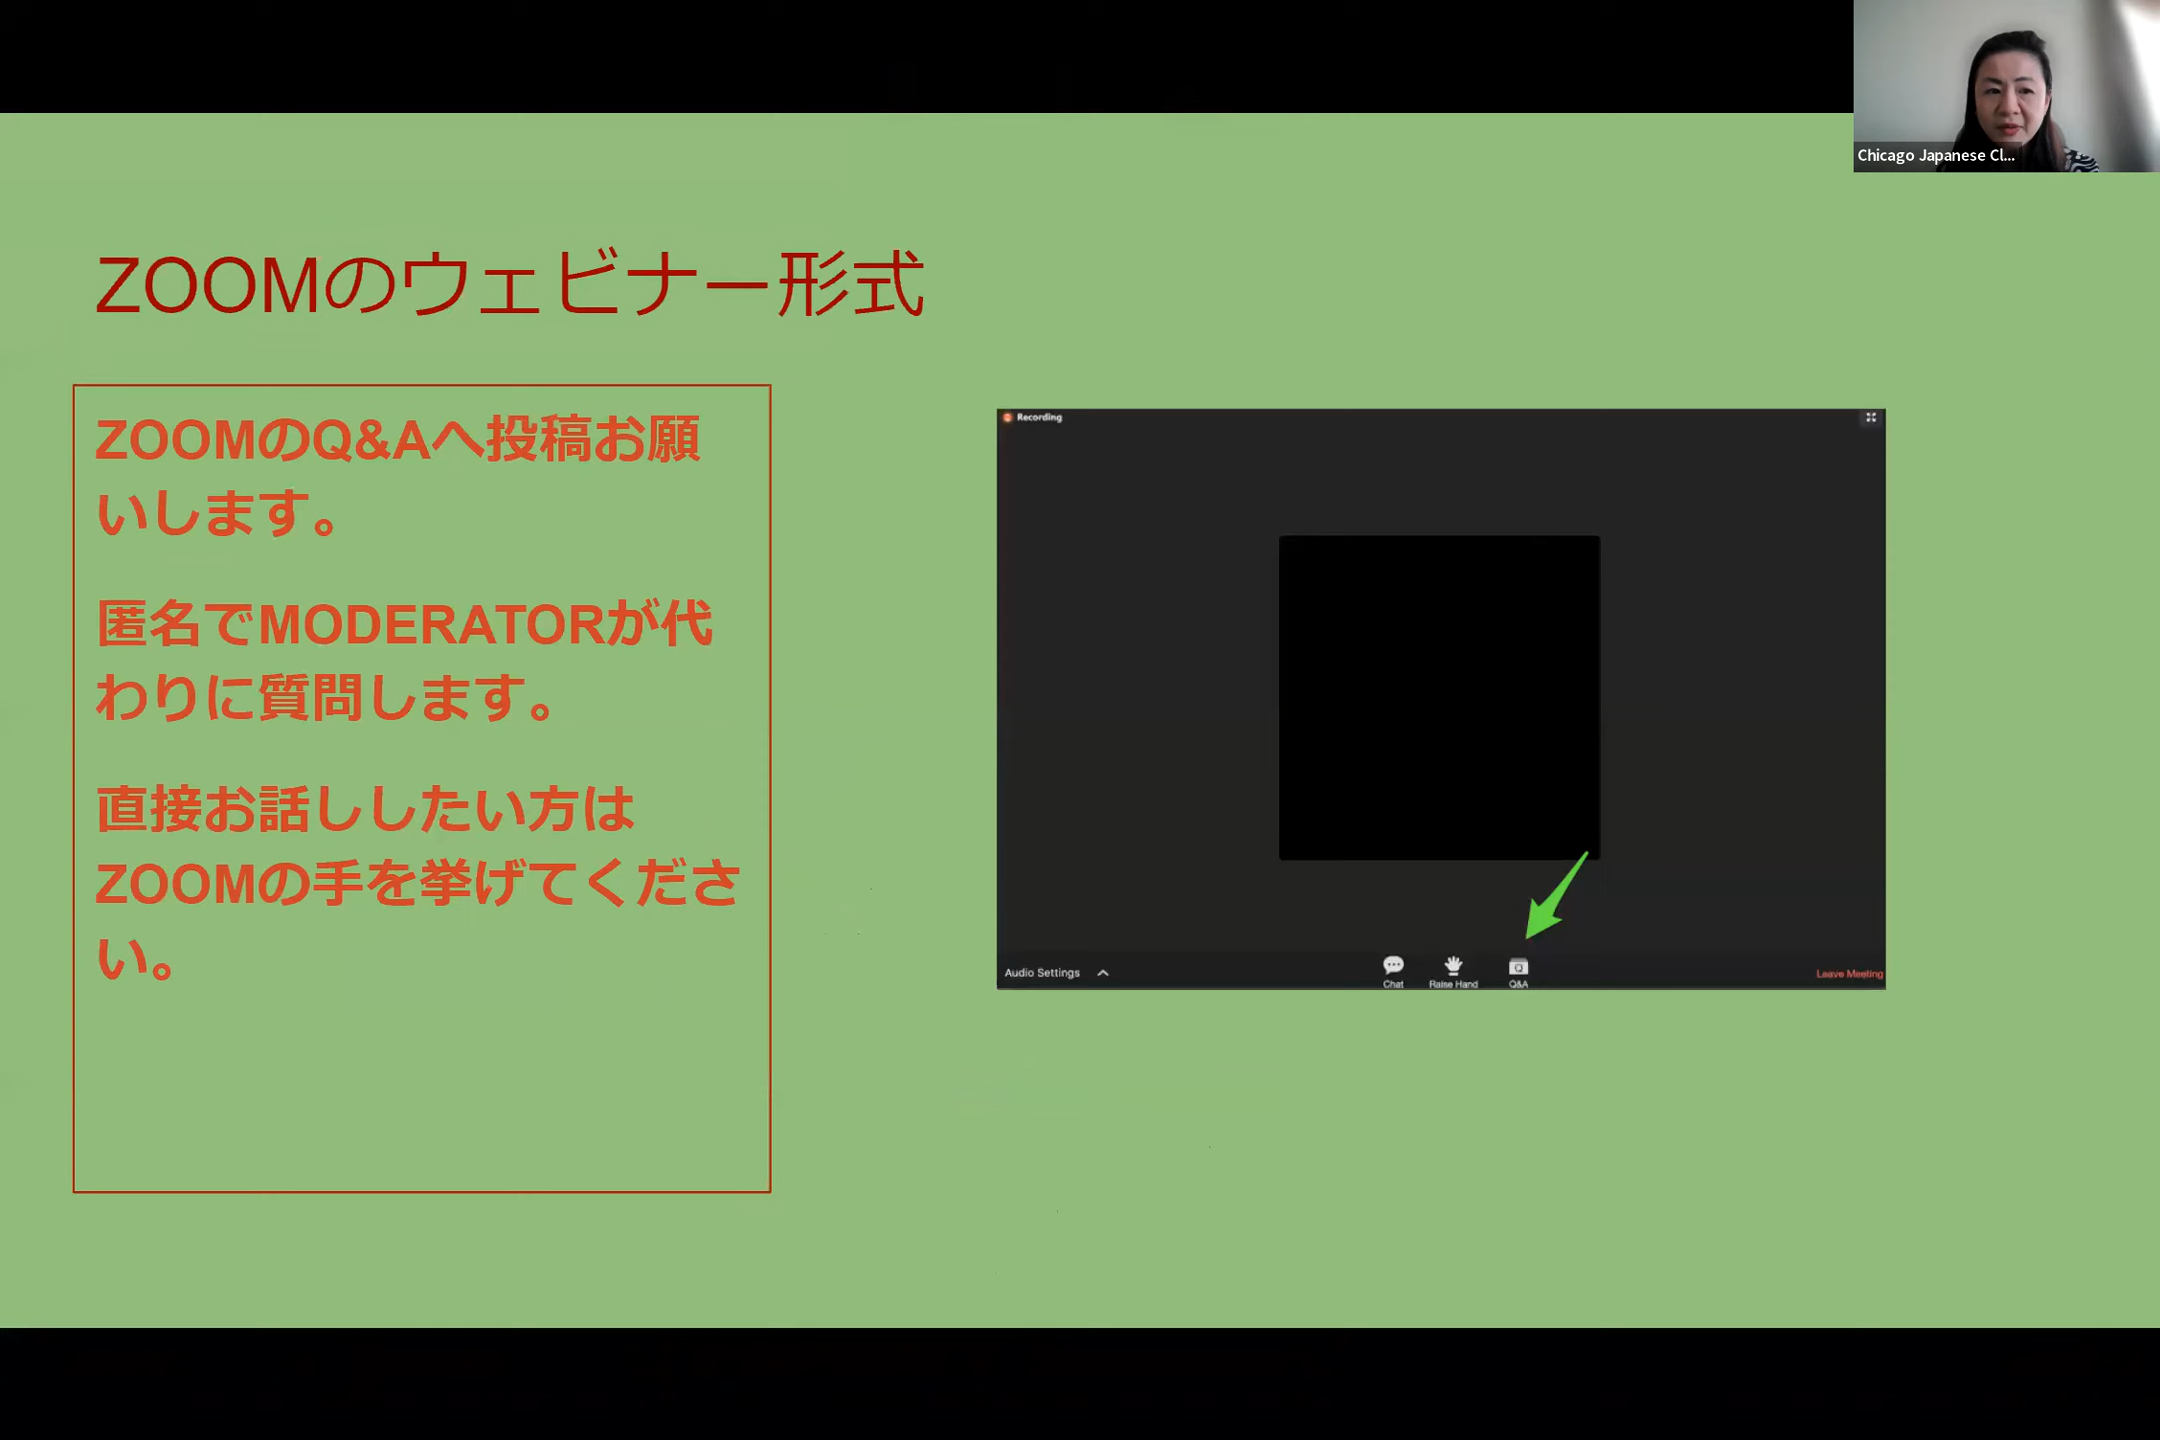 Chicago Japanese Cl...
ZOOMのウェビナー形式
ZOOMのQ&Aへ投稿お願
いします。
匿名でMODERATORが代
わりに質問します。
直接お話ししたい方は
ZOOMの手を挙げてくださ
い。
Recording
Audio Settings
Chat
Raise Hand
Q
Q&A
Leave Meeting